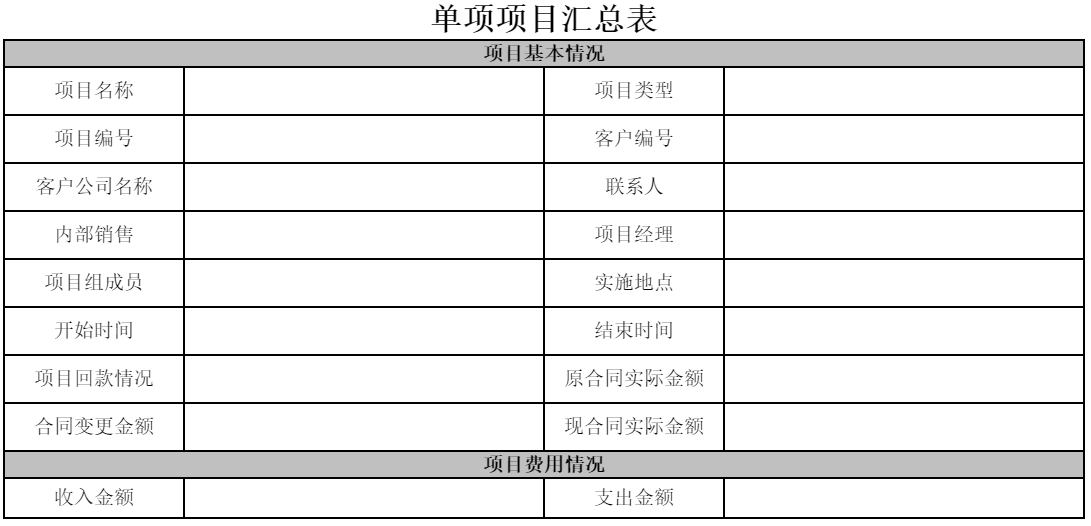 单项项目汇总表
项目基本情况
项目名称 项目类型
项目编号 客户编号
客户公司名称 联系人
内部销售 项目经理
项目组成员 实施地点
开始时间 结束时间
项目回款情况 原合同实际金额
合同变更金额 现合同实际金额
项目费用情况
收入金额 支出金额